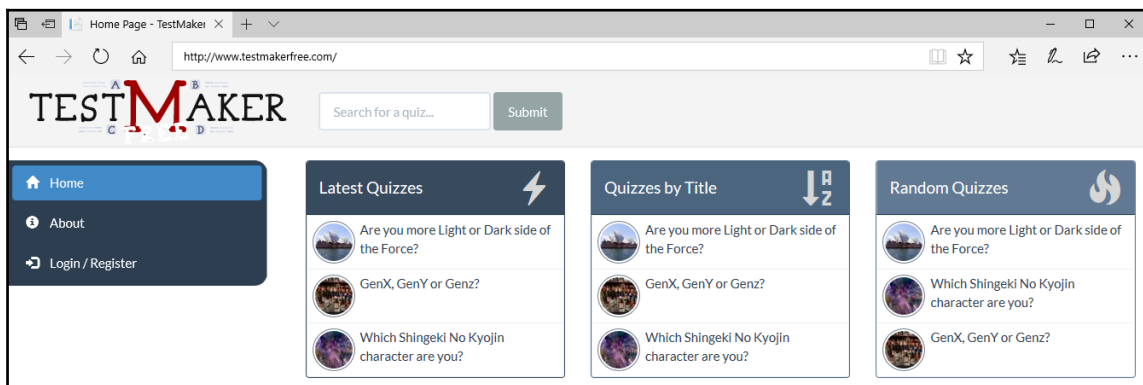 Home Page - TestMaker
http://www.testmakerfree.com/
A B
TESTMAKER
C FREE D
Search for a quiz...
Submit
Home
About
Login / Register
Latest Quizzes
Are you more Light or Dark side of
the Force?
GenX, GenY or Genz?
Which Shingeki No Kyojin
character are you?
Quizzes by Title
A
Z
Are you more Light or Dark side of
the Force?
GenX, GenY or Genz?
Which Shingeki No Kyojin
character are you?
Random Quizzes
Are you more Light or Dark side of
the Force?
Which Shingeki No Kyojin
character are you?
GenX, GenY or Genz?